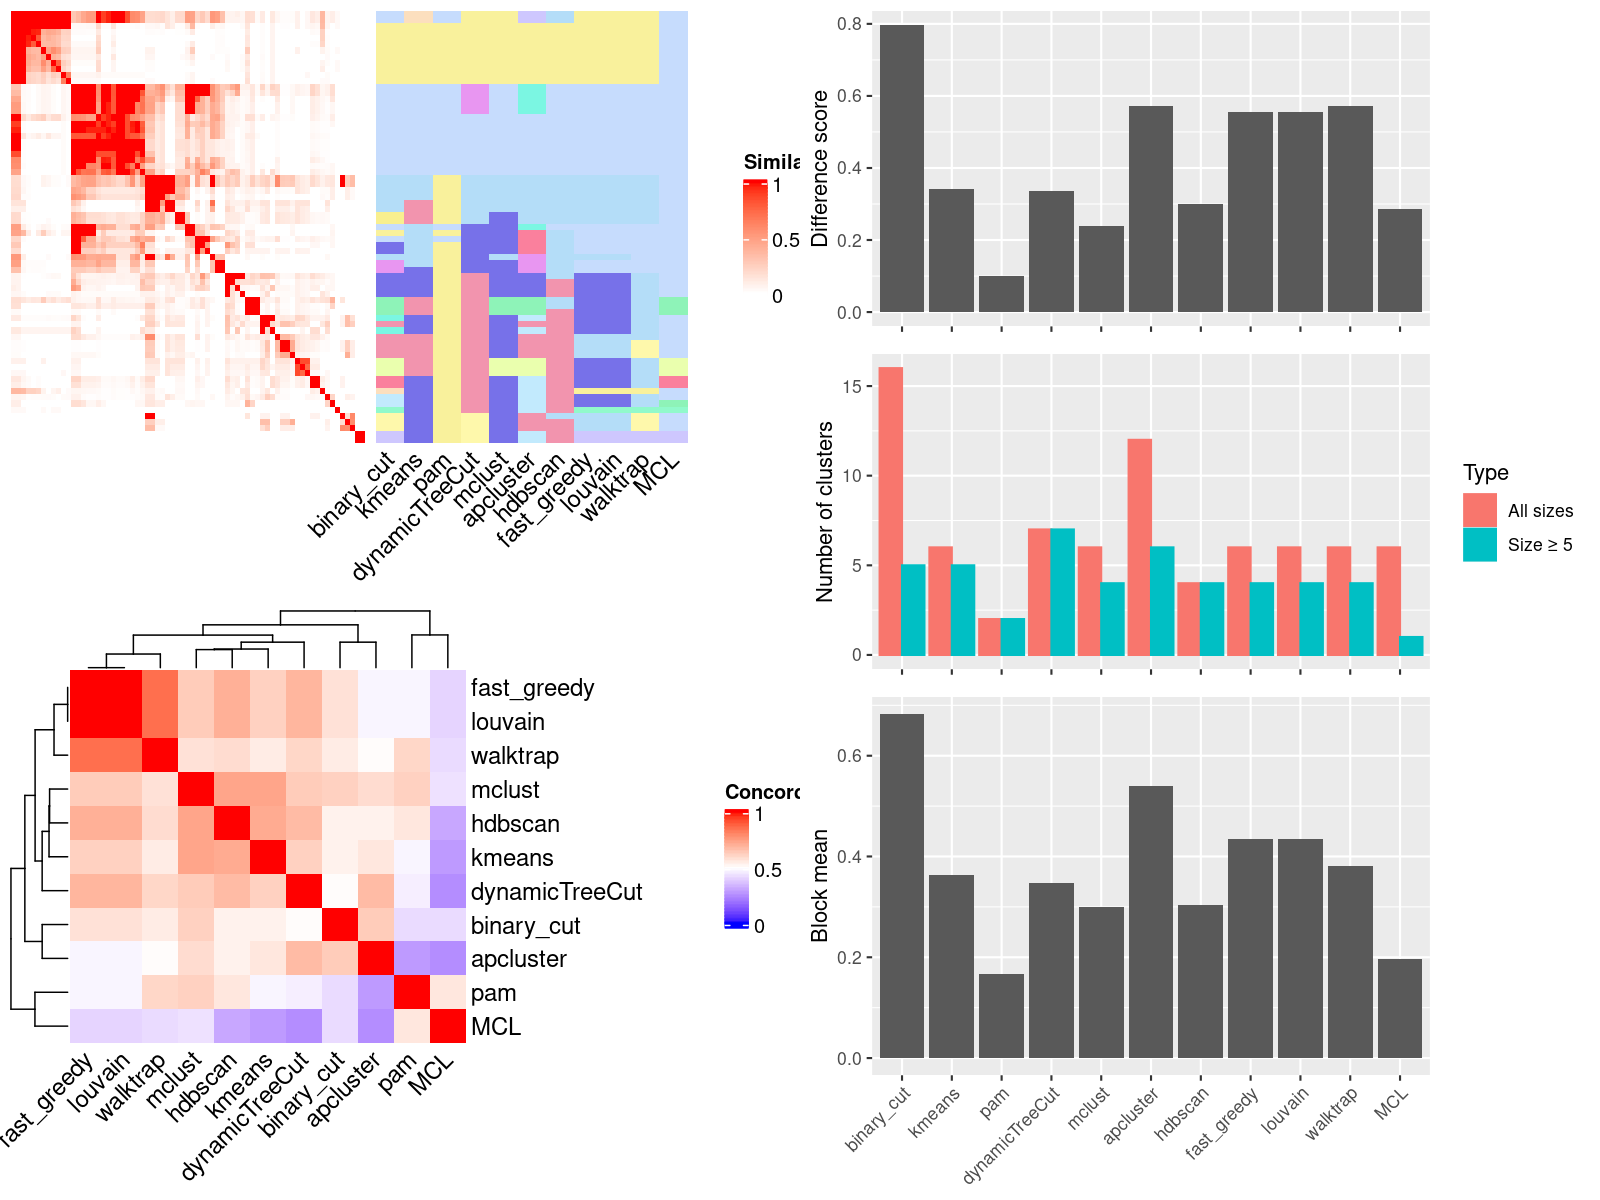 Simila
1
0.5
0
binary_cut
kmeans
pam
dynamicTreeCut
mclust
apcluster
hdbscan
fast_greedy
louvain
walktrap
MCL
fast_greedy
louvain
walktrap
mclust
hdbscan
kmeans
dynamicTreeCut
binary_cut
apcluster
pam
MCL
fast_greedy
louvain
walktrap
mclust
hdbscan
kmeans
dynamicTreeCut
binary_cut
apcluster
pam
MCL
Concord
1
0.5
0
Difference score
0.8
0.6
0.4
0.2
0.0
Number of clusters
15
10
5
0
Type
All sizes
Size ≥ 5
Block mean
0.6
0.4
0.2
0.0
binary_cut
kmeans
pam
dynamicTreeCut
mclust
apcluster
hdbscan
fast_greedy
louvain
walktrap
MCL